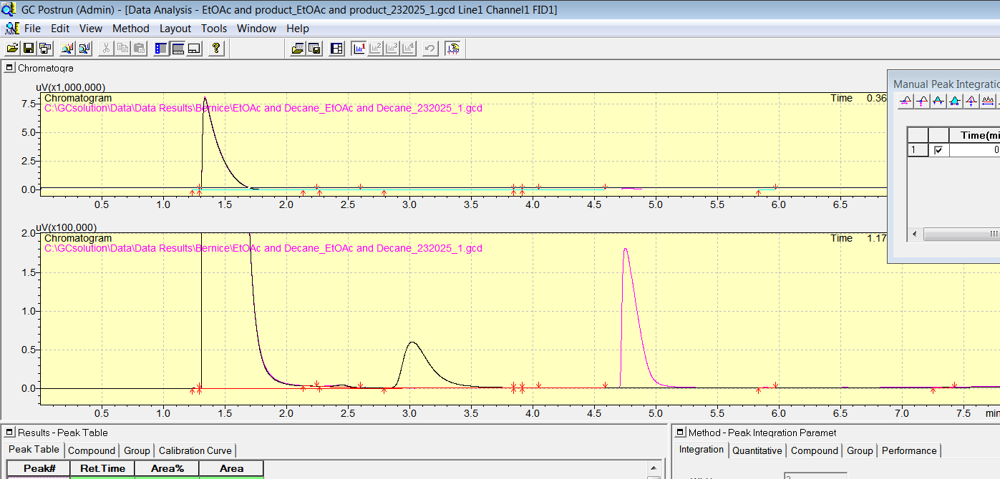 GC Postrun (Admin) - [Data Analysis - EtOAc and product_EtOAc and product_232025_1.gcd Line1 Channel1 FID1]
File Edit View Method Layout Tools Window Help
Chromatogra
uV(x1,000,000)
Chromatogram
Time 0.36
C:\GCsolution\Data\Data Results\Bernice\EtOAc and Decane_EtOAc and Decane_232025_1.gcd
7.5
5.0
2.5
0.0
0.5 1.0 1.5 2.0 2.5 3.0 3.5 4.0 4.5 5.0 5.5 6.0 6.5
Manual Peak Integratio
Time(mi
1 0
uV(x100,000)
2.0
Chromatogram
Time 1.17
C:\GCsolution\Data\Data Results\Bernice\EtOAc and Decane_EtOAc and Decane_232025_1.gcd
1.5
1.0
0.5
0.0
0.5 1.0 1.5 2.0 2.5 3.0 3.5 4.0 4.5 5.0 5.5 6.0 6.5 7.0 7.5 min
Results - Peak Table
Peak Table Compound Group Calibration Curve
Peak# Ret.Time Area% Area
Method - Peak Integration Paramet
Integration Quantitative Compound Group Performance